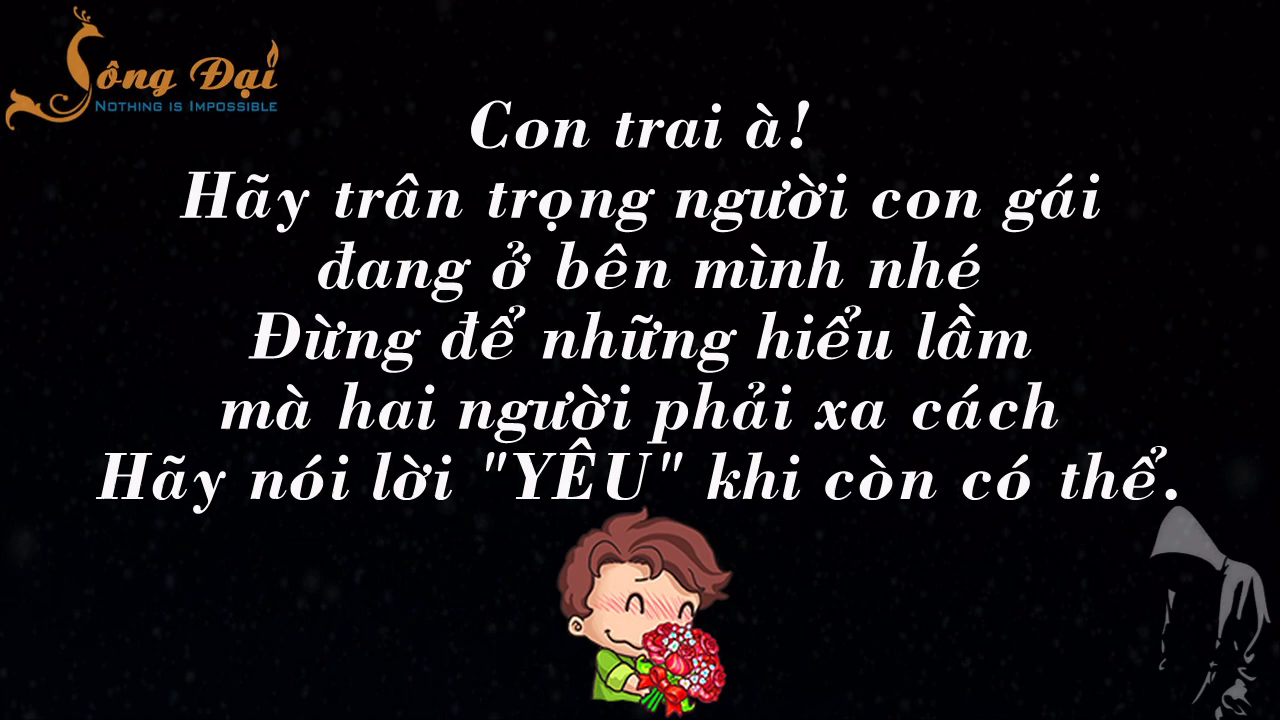 Sông Đại
NOTHING IS IMPOSSIBLE
Con trai à!
Hãy trân trọng người con gái
đang ở bên mình nhé
Đừng để những hiểu lầm
mà hai người phải xa cách
Hãy nói lời "YÊU" khi còn có thể.